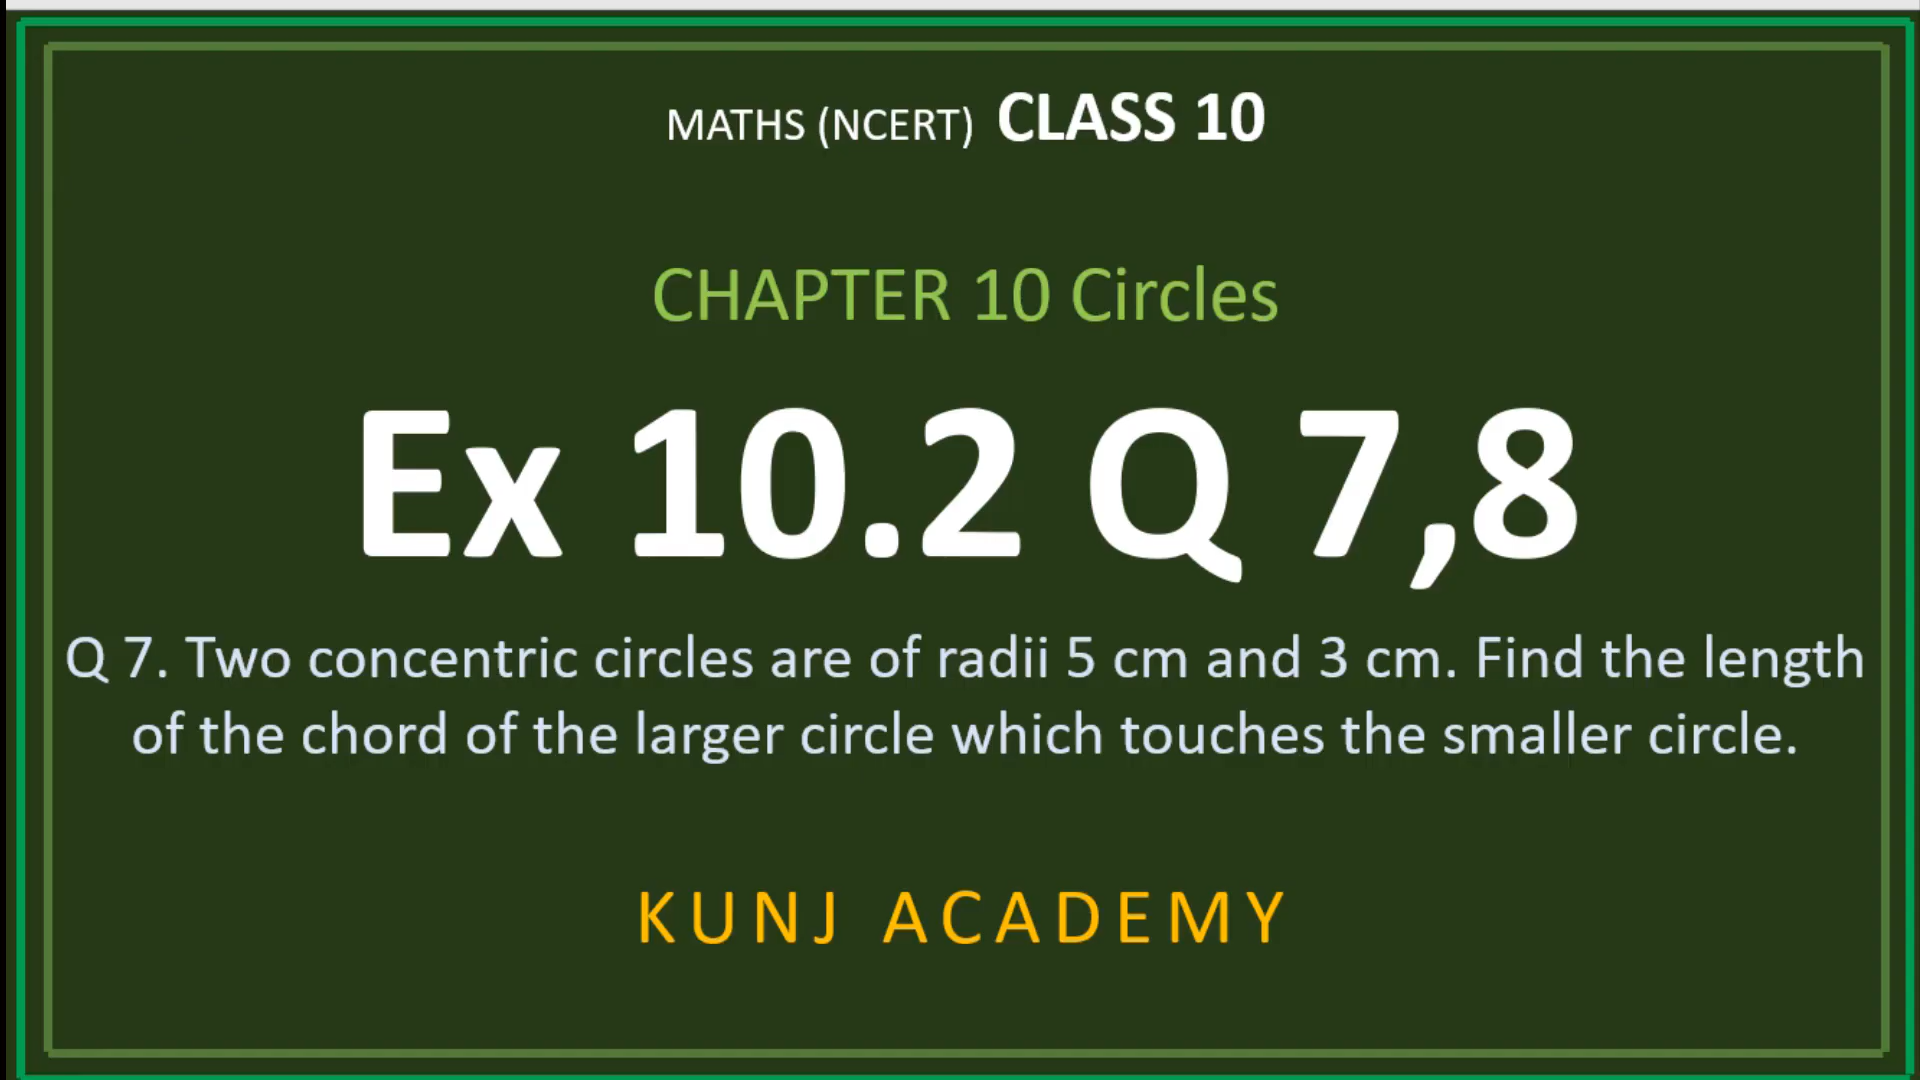 MATHS (NCERT) CLASS 10
CHAPTER 10 Circles
Ex 10.2 Q 7,8
Q 7. Two concentric circles are of radii 5 cm and 3 cm. Find the length
of the chord of the larger circle which touches the smaller circle.
KUNJ ACADEMY